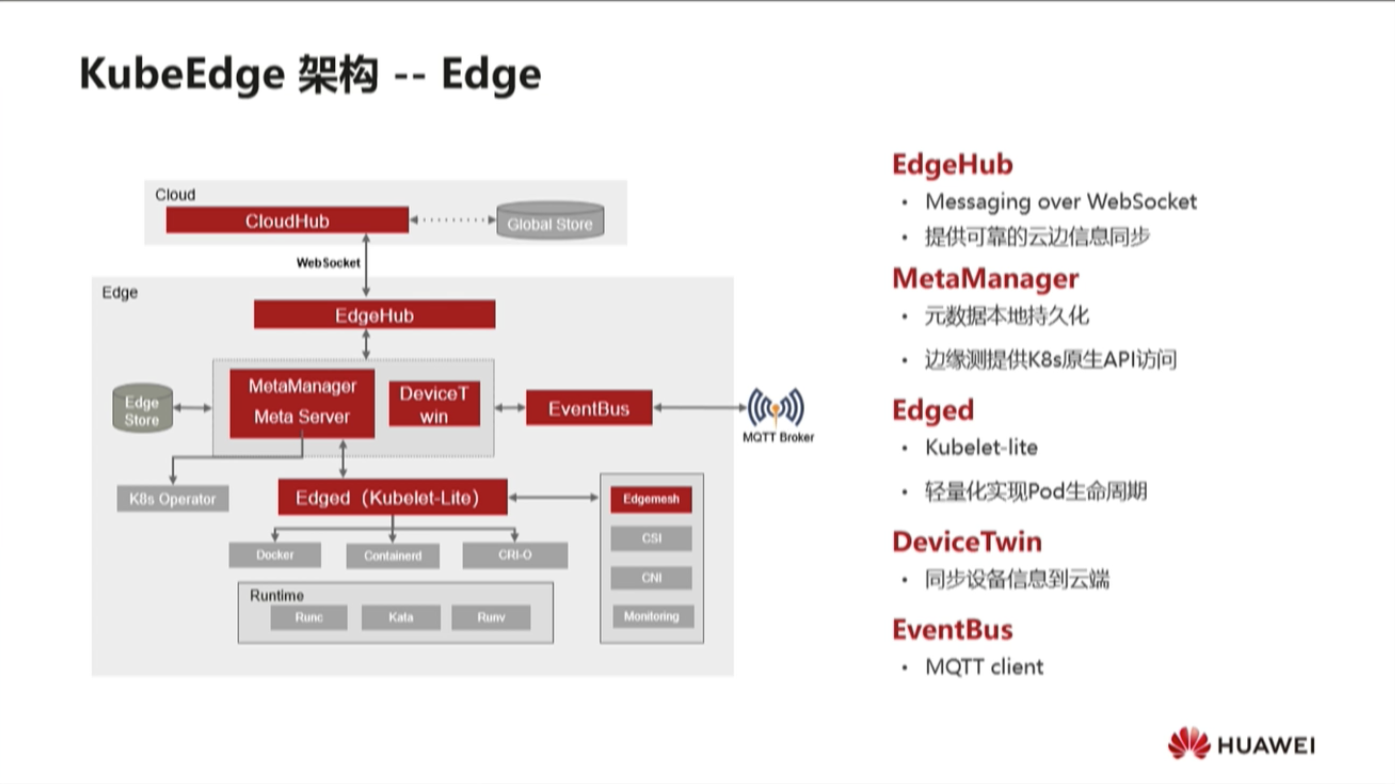 KubeEdge 架构 -- Edge
Cloud
CloudHub
Global Store
WebSocket
Edge
EdgeHub
MetaManager
Meta Server
DeviceT
win
Edge
Store
EventBus
MQTT Broker
K8s Operator
Edged（Kubelet-Lite）
Edgemesh
CSI
CNI
Monitoring
Docker
Containerd
CRI-O
Runtime
Runc
Kata
Runv
EdgeHub
• Messaging over WebSocket
• 提供可靠的云边信息同步
MetaManager
• 元数据本地持久化
• 边缘测提供K8s原生API访问
Edged
• Kubelet-lite
• 轻量化实现Pod生命周期
DeviceTwin
• 同步设备信息到云端
EventBus
• MQTT client
HUAWEI